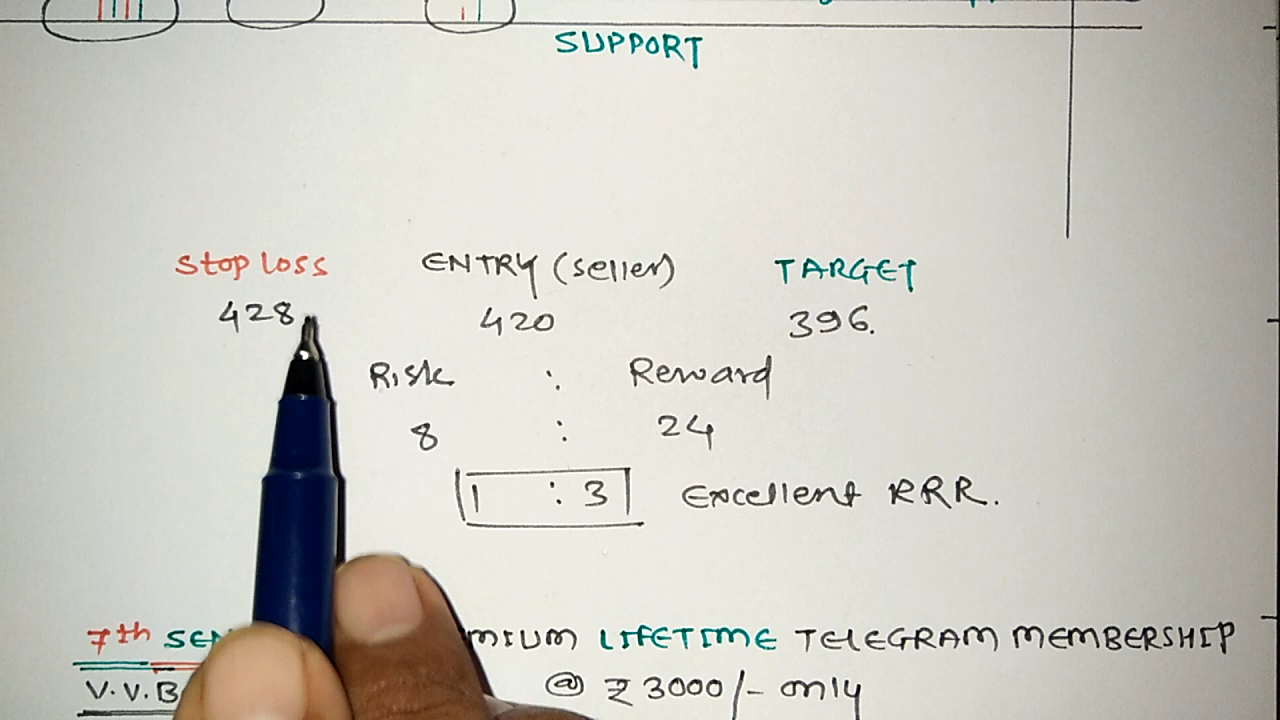 SUPPORT
Stop loss ENTRY (seller) TARGET
428 420 396.
Risk : Reward
8 : 24
1 : 3 Excellent RRR.
7th LIFETIME TELEGRAM MEMBERSHIP
V.V.B @ ₹ 3000/- only